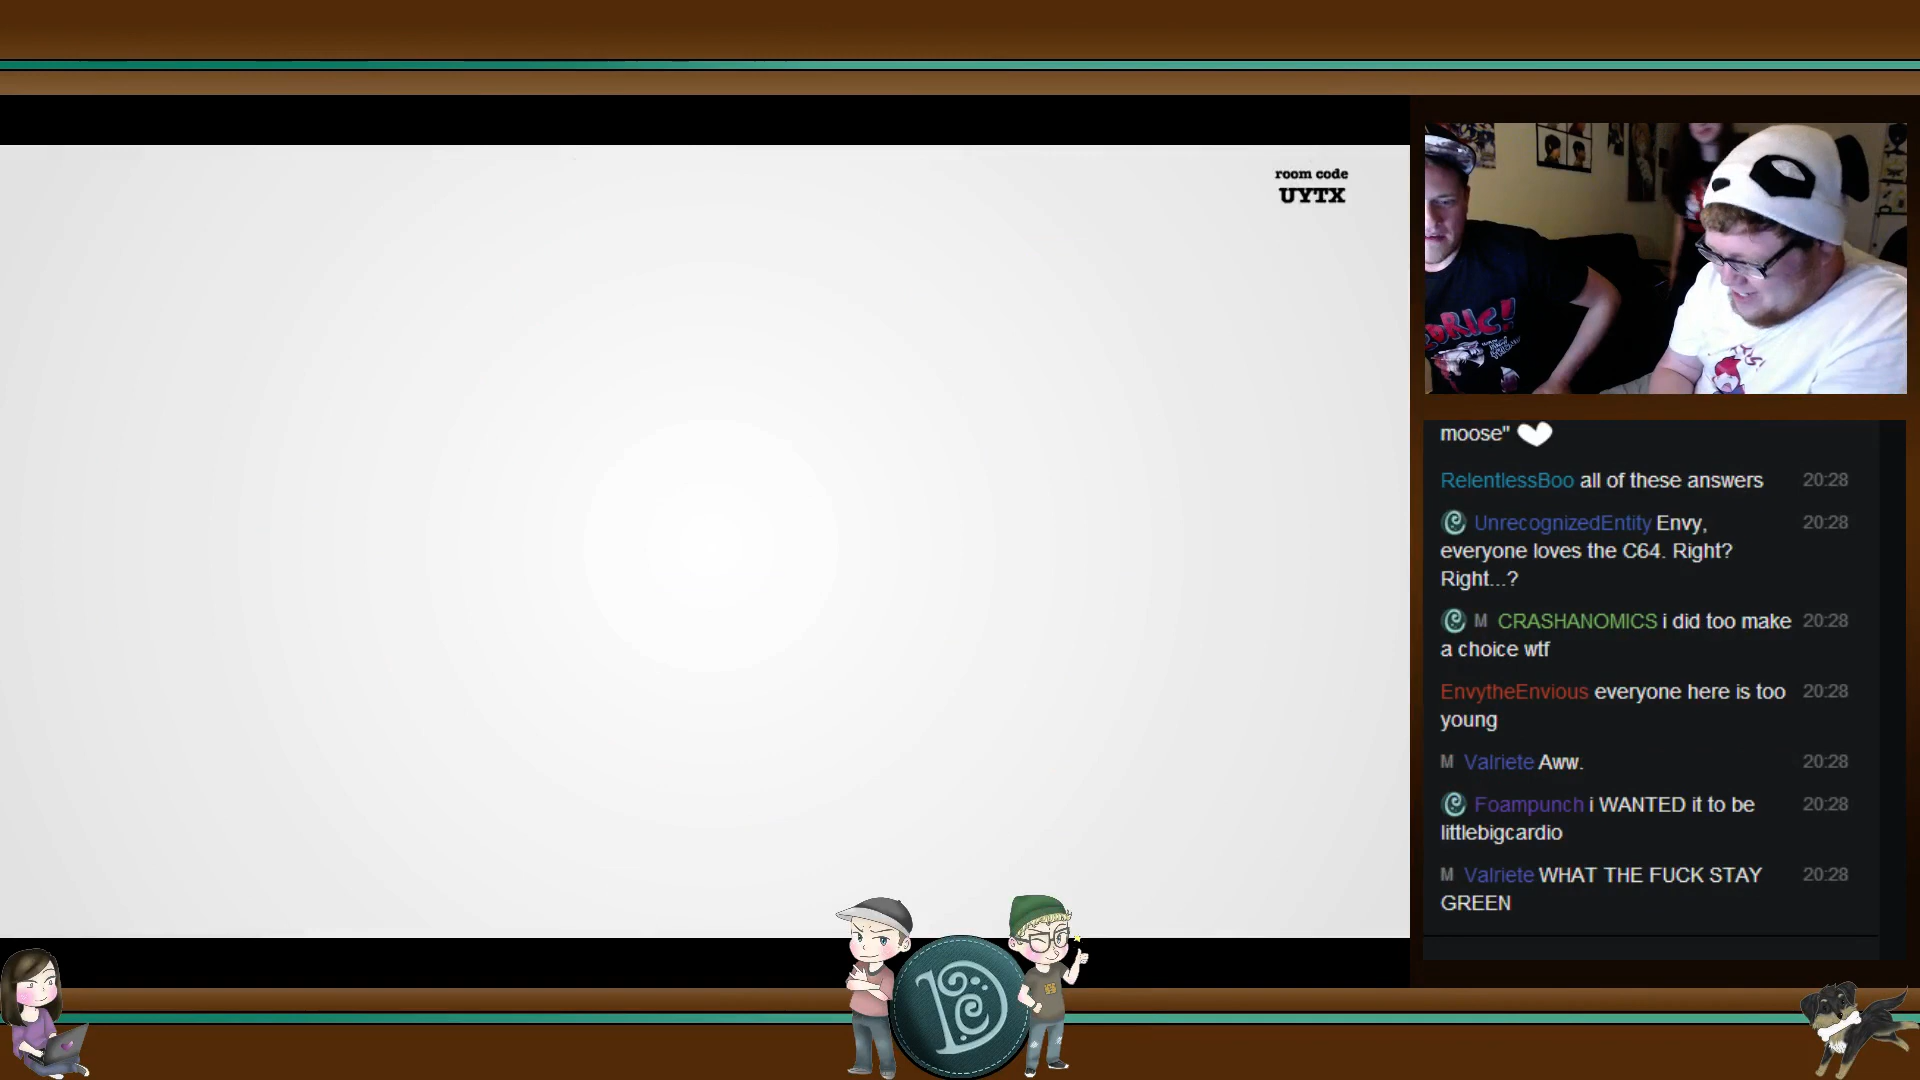 room code
UYTX
moose"
RelentlessBoo all of these answers 20:28
UnrecognizedEntity Envy, 20:28
everyone loves the C64. Right?
Right...?
M CRASHANOMICS i did too make 20:28
a choice wtf
EnvytheEnvious everyone here is too 20:28
young
M Valriete Aww. 20:28
Foampunch i WANTED it to be 20:28
littlebigcardio
M Valriete WHAT THE FUCK STAY 20:28
GREEN